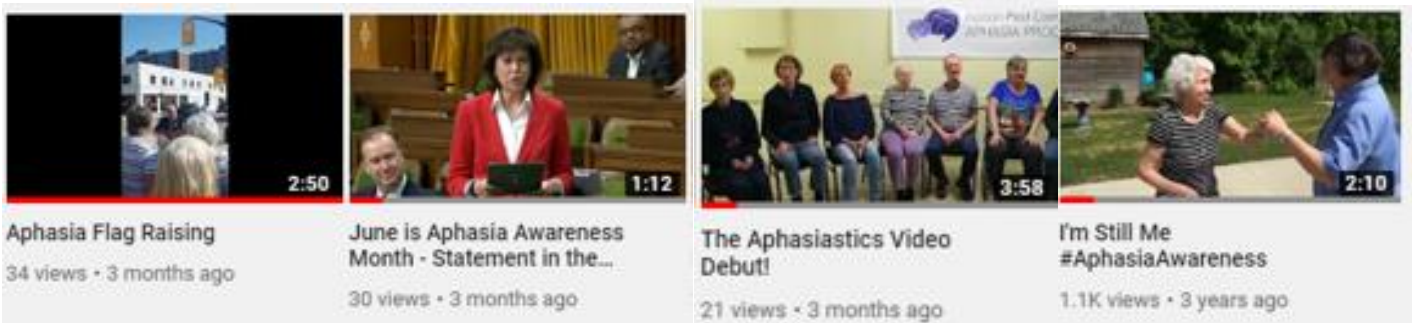 2:50
Aphasia Flag Raising
34 views • 3 months ago
1:12
June is Aphasia Awareness
Month - Statement in the...
30 views • 3 months ago
APHASIA
3:58
The Aphasiastics Video
Debut!
21 views • 3 months ago
2:10
I'm Still Me
#AphasiaAwareness
1.1K views • 3 years ago